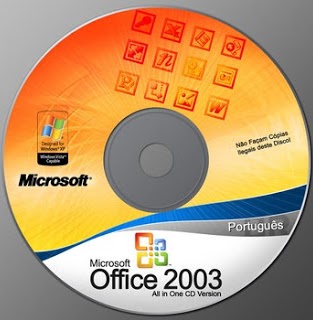 Designed for
Windows® XP
Windows Vista™
Capable
Não Façam Cópias
Ilegais deste Disco!
Microsoft®
Português
Microsoft
Office 2003
All in One CD Version